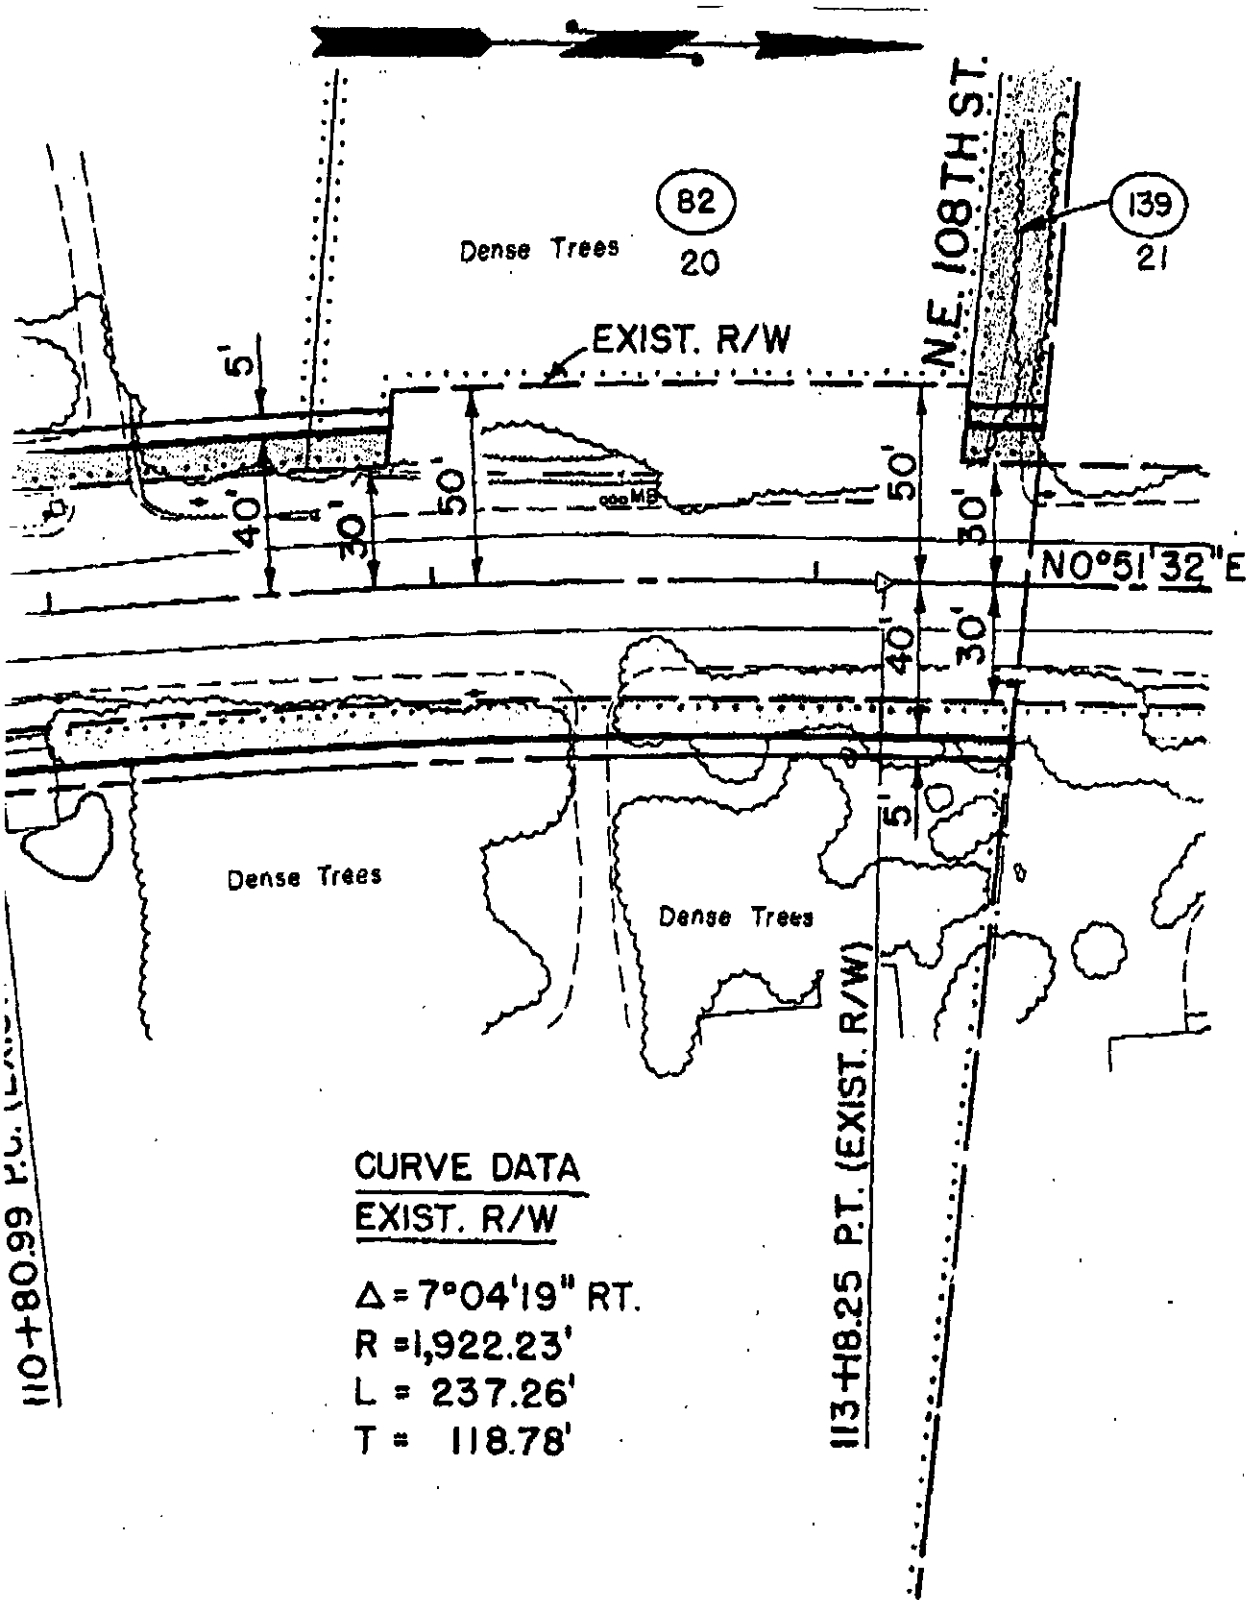 N.E. 108TH ST.
82
20
139
21
Dense Trees
EXIST. R/W
5'
40'
30'
50'
MB
50'
30'
N0°51'32"E
40'
30'
5'
Dense Trees
Dense Trees
110+80.99 P.C.
113+18.25 P.T. (EXIST. R/W)
CURVE DATA
EXIST. R/W
Δ = 7°04'19" RT.
R = 1,922.23'
L = 237.26'
T = 118.78'